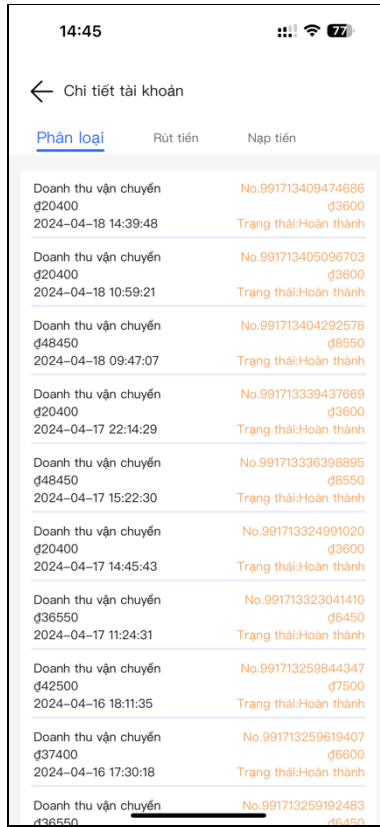 14:45
77
Chi tiết tài khoản
Phân loại Rút tiền Nạp tiền
Doanh thu vận chuyển No.991713409474686
₫20400 ₫3600
2024-04-18 14:39:48 Trạng thái:Hoàn thành
Doanh thu vận chuyển No.991713405096703
₫20400 ₫3600
2024-04-18 10:59:21 Trạng thái:Hoàn thành
Doanh thu vận chuyển No.991713404292578
₫48450 ₫8550
2024-04-18 09:47:07 Trạng thái:Hoàn thành
Doanh thu vận chuyển No.991713339437669
₫20400 ₫3600
2024-04-17 22:14:29 Trạng thái:Hoàn thành
Doanh thu vận chuyển No.991713336398895
₫48450 ₫8550
2024-04-17 15:22:30 Trạng thái:Hoàn thành
Doanh thu vận chuyển No.991713324991020
₫20400 ₫3600
2024-04-17 14:45:43 Trạng thái:Hoàn thành
Doanh thu vận chuyển No.991713323041410
₫36550 ₫6450
2024-04-17 11:24:31 Trạng thái:Hoàn thành
Doanh thu vận chuyển No.991713259844347
₫42500 ₫7500
2024-04-16 18:11:35 Trạng thái:Hoàn thành
Doanh thu vận chuyển No.991713259619407
₫37400 ₫6600
2024-04-16 17:30:18 Trạng thái:Hoàn thành
Doanh thu vận chuyển No.991713259192483
₫36550 ₫6450